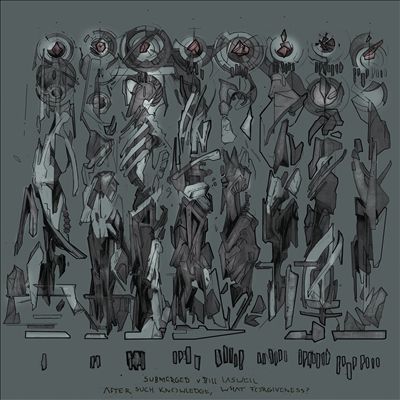 SUBMERGED v BILL LASWELL
AFTER SUCH KNOWLEDGE, WHAT FORGIVENESS?